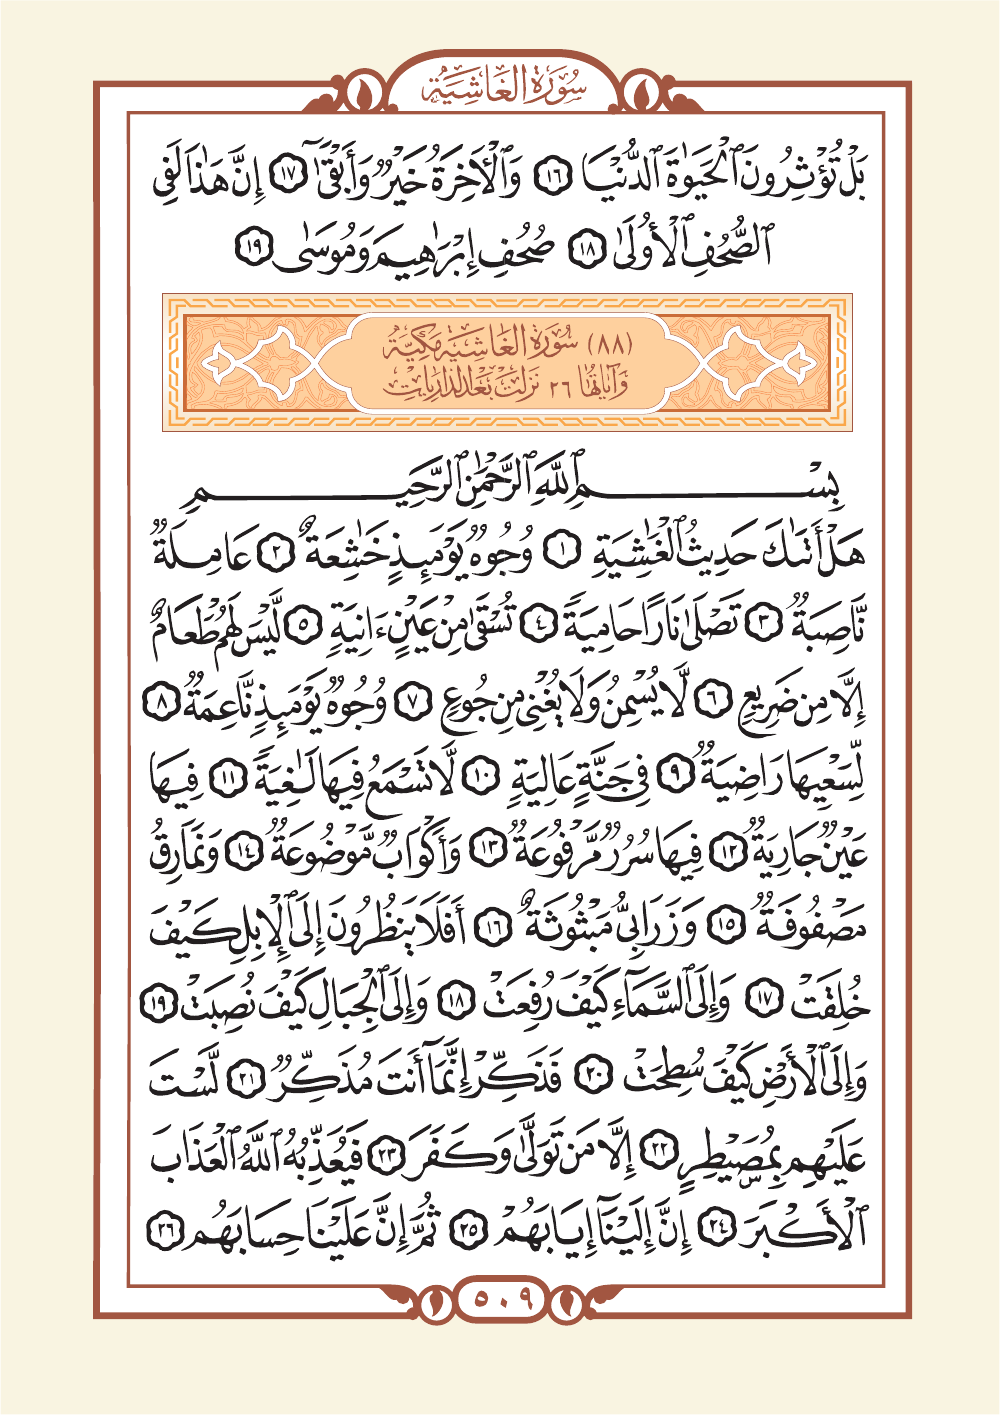 سُورَةُ الغَاشِيَةِ
بَلۡ تُؤۡثِرُونَ ٱلۡحَيَوٰةَ ٱلدُّنۡيَا ١٦ وَٱلۡأٓخِرَةُ خَيۡرٞ وَأَبۡقَىٰٓ ١٧ إِنَّ هَٰذَا لَفِي
ٱلصُّحُفِ ٱلۡأُولَىٰ ١٨ صُحُفِ إِبۡرَٰهِيمَ وَمُوسَىٰ ١٩
(٨٨) سُورَةُ الغَاشِيَةِ مَكِيَّةٌ
وَآيَاتُهَا ٢٦ نَزَلَتْ بَعْدَ الذَّارِيَاتِ
بِسۡمِ ٱللَّهِ ٱلرَّحۡمَٰنِ ٱلرَّحِيمِ
هَلۡ أَتَىٰكَ حَدِيثُ ٱلۡغَٰشِيَةِ ١ وُجُوهٞ يَوۡمَئِذٍ خَٰشِعَةٌ ٢ عَامِلَةٞ
نَّاصِبَةٞ ٣ تَصۡلَىٰ نَارًا حَامِيَةٗ ٤ تُسۡقَىٰ مِنۡ عَيۡنٍ ءَانِيَةٖ ٥ لَّيۡسَ لَهُمۡ طَعَامٌ
إِلَّا مِن ضَرِيعٖ ٦ لَّا يُسۡمِنُ وَلَا يُغۡنِي مِن جُوعٖ ٧ وُجُوهٞ يَوۡمَئِذٖ نَّاعِمَةٞ ٨
لِّسَعۡيِهَا رَاضِيَةٞ ٩ فِي جَنَّةٍ عَالِيَةٖ ١٠ لَّا تَسۡمَعُ فِيهَا لَٰغِيَةٗ ١١ فِيهَا
عَيۡنٞ جَارِيَةٞ ١٢ فِيهَا سُرُرٞ مَّرۡفُوعَةٞ ١٣ وَأَكۡوَابٞ مَّوۡضُوعَةٞ ١٤ وَنَمَارِقُ
مَصۡفُوفَةٞ ١٥ وَزَرَابِيُّ مَبۡثُوثَةٌ ١٦ أَفَلَا يَنظُرُونَ إِلَى ٱلۡإِبِلِ كَيۡفَ
خُلِقَتۡ ١٧ وَإِلَى ٱلسَّمَآءِ كَيۡفَ رُفِعَتۡ ١٨ وَإِلَى ٱلۡجِبَالِ كَيۡفَ نُصِبَتۡ ١٩
وَإِلَى ٱلۡأَرۡضِ كَيۡفَ سُطِحَتۡ ٢٠ فَذَكِّرۡ إِنَّمَآ أَنتَ مُذَكِّرٞ ٢١ لَّسۡتَ
عَلَيۡهِم بِمُصَيۡطِرٍ ٢٢ إِلَّا مَن تَوَلَّىٰ وَكَفَرَ ٢٣ فَيُعَذِّبُهُ ٱللَّهُ ٱلۡعَذَابَ
ٱلۡأَكۡبَرَ ٢٤ إِنَّ إِلَيۡنَآ إِيَابَهُمۡ ٢٥ ثُمَّ إِنَّ عَلَيۡنَا حِسَابَهُم ٢٦
٥٠٩